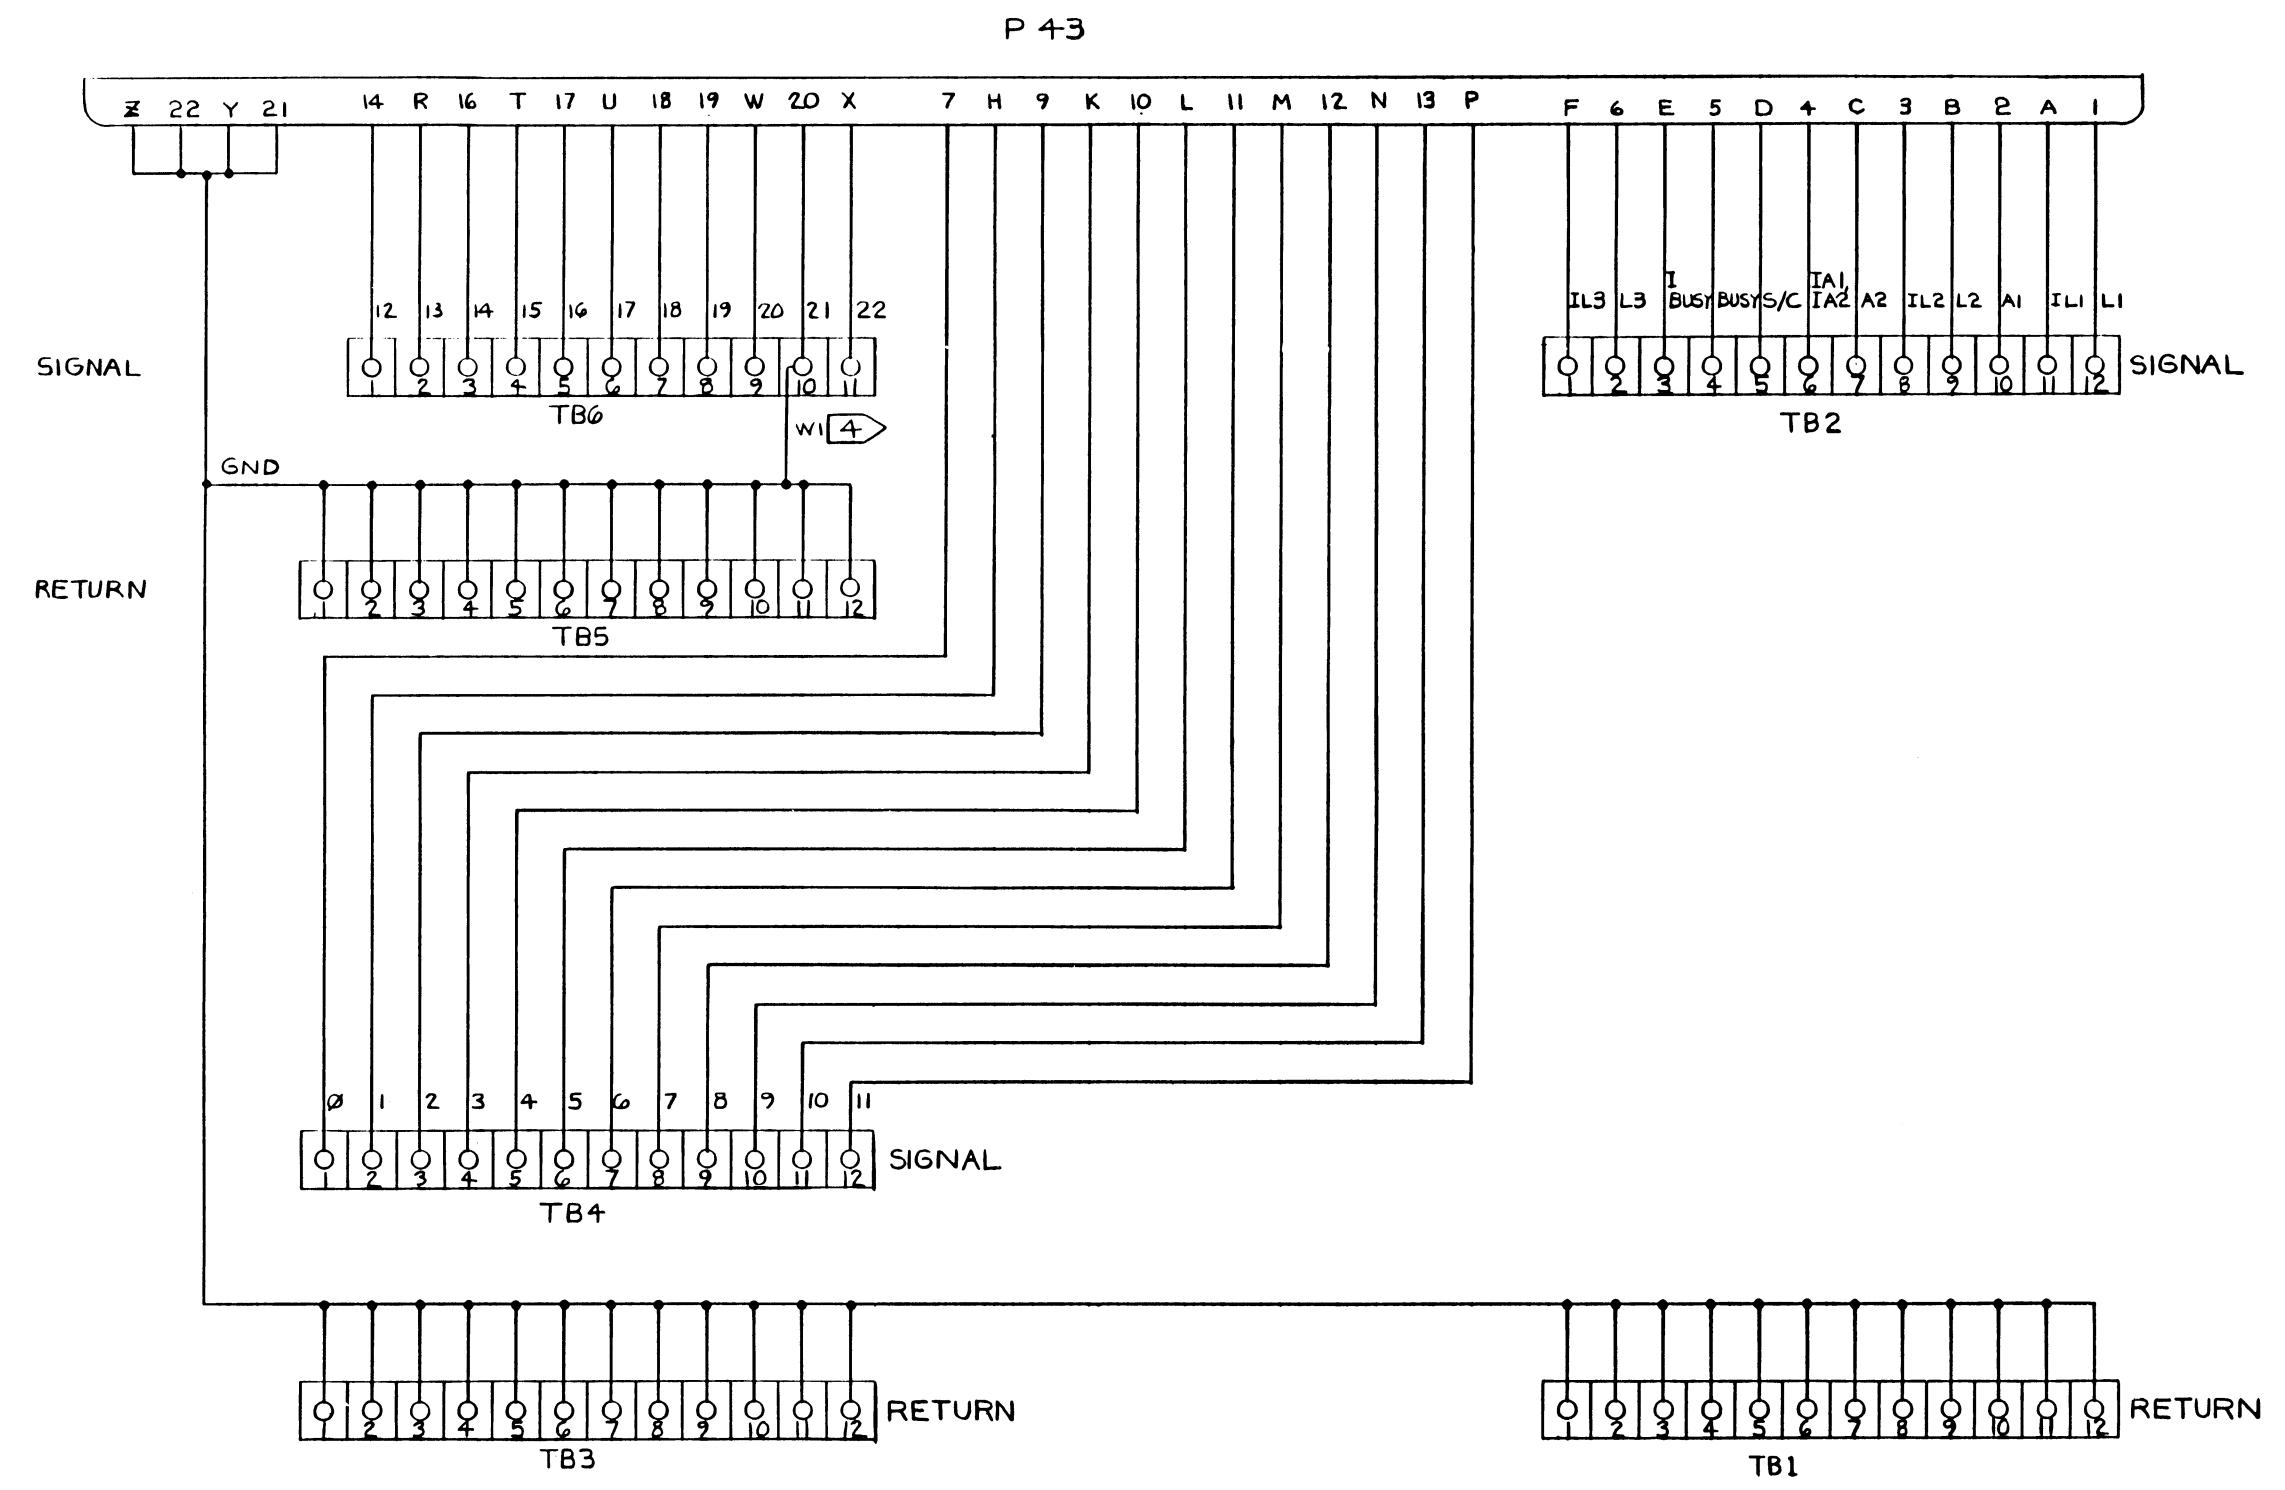 P 43
Z 22 Y 21 14 R 16 T 17 U 18 19 W 20 X 7 H 9 K 10 L 11 M 12 N 13 P F 6 E 5 D 4 C 3 B 2 A 1
I IA1,
IL3 L3 BUSY BUSY S/C IA2 A2 IL2 L2 A1 IL1 L1
12 13 14 15 16 17 18 19 20 21 22
SIGNAL SIGNAL
1 2 3 4 5 6 7 8 9 10 11 1 2 3 4 5 6 7 8 9 10 11 12
TB6 TB2
W1 4
GND
RETURN
1 2 3 4 5 6 7 8 9 10 11 12
TB5
Ø 1 2 3 4 5 6 7 8 9 10 11
SIGNAL
1 2 3 4 5 6 7 8 9 10 11 12
TB4
RETURN RETURN
1 2 3 4 5 6 7 8 9 10 11 12 1 2 3 4 5 6 7 8 9 10 11 12
TB3 TB1